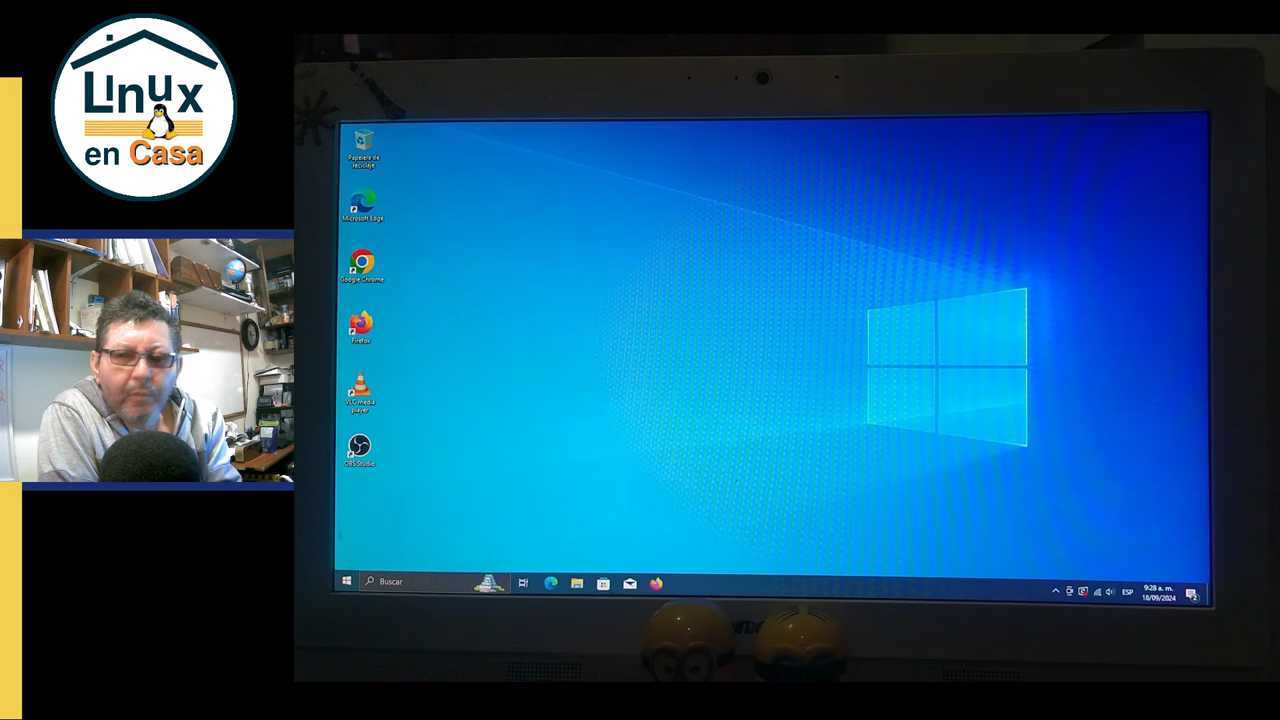 Linux
en Casa
Papelera de
reciclaje
Microsoft Edge
Google Chrome
Firefox
VLC media
player
OBS Studio
Buscar
ESP
9:28 a. m.
18/09/2024
2